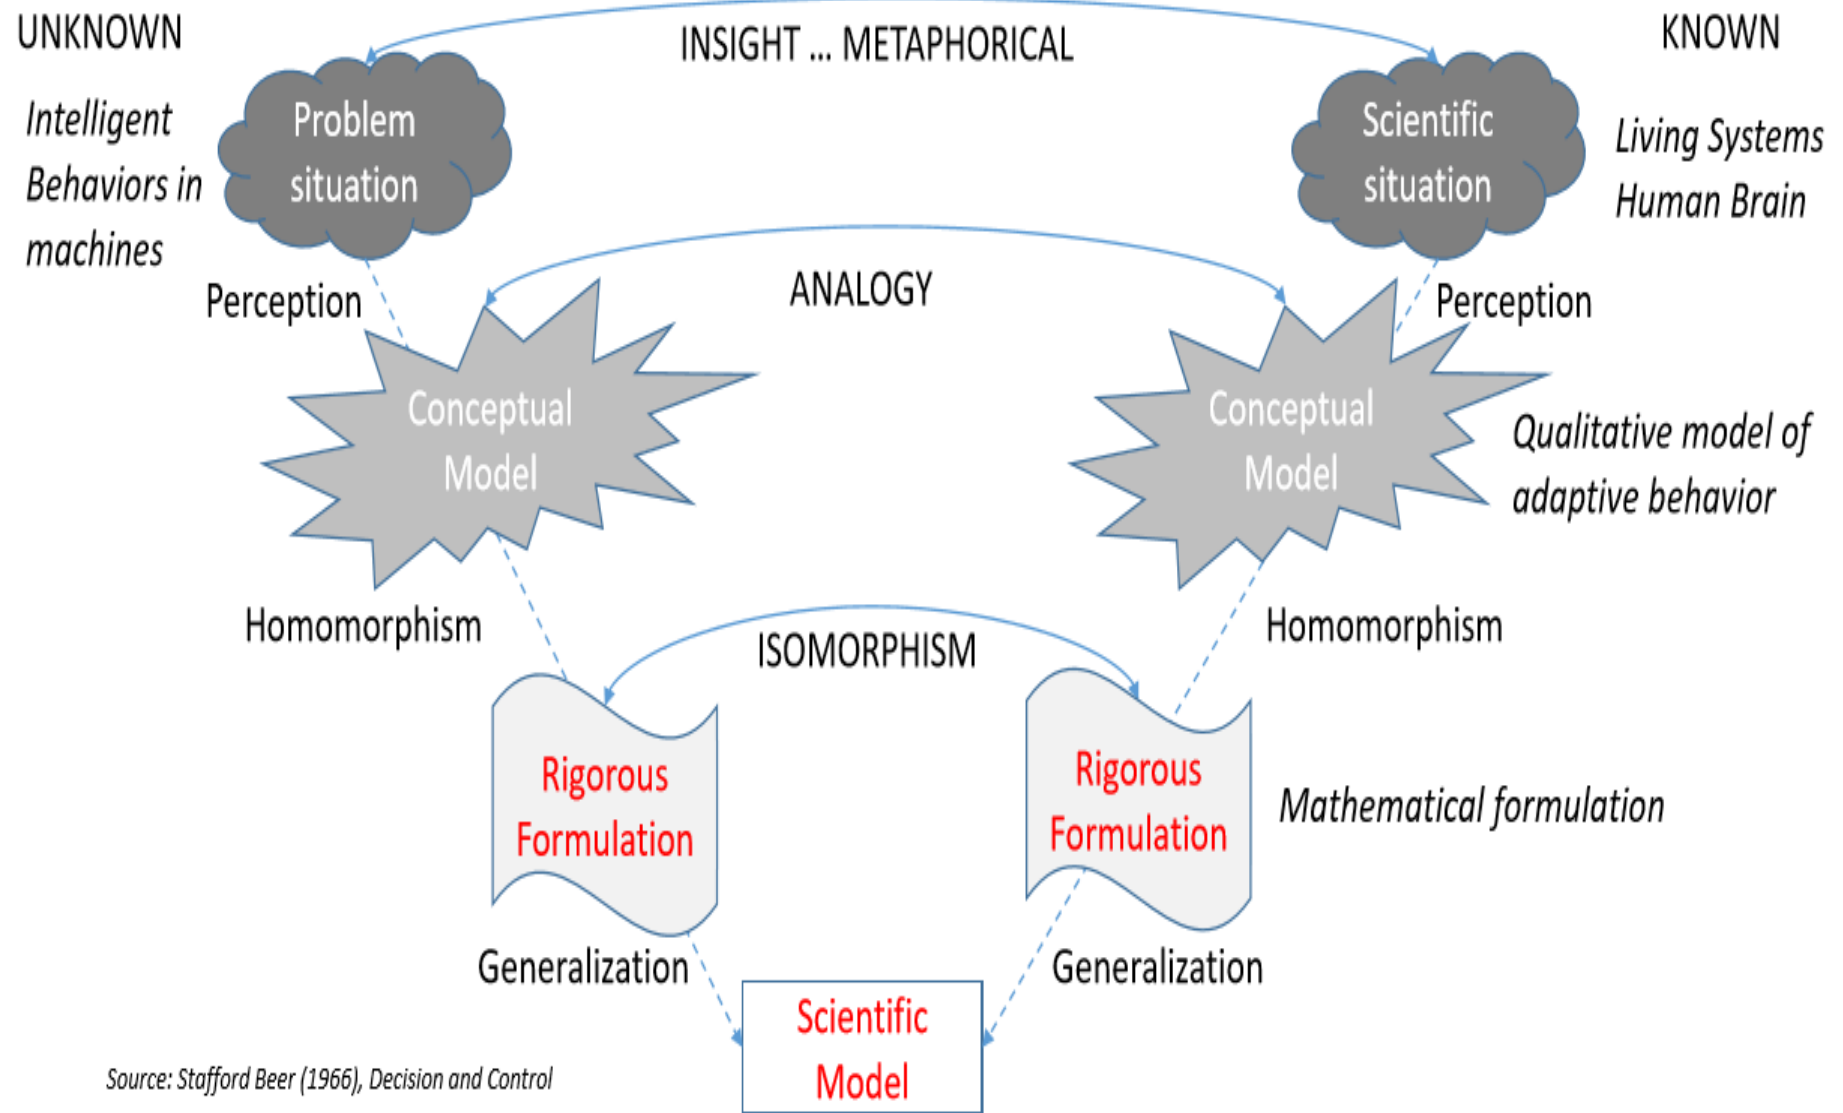 UNKNOWN
INSIGHT ... METAPHORICAL
KNOWN
Intelligent
Behaviors in
machines
Problem
situation
Scientific
situation
Living Systems
Human Brain
Perception
ANALOGY
Perception
Conceptual
Model
Conceptual
Model
Qualitative model of
adaptive behavior
Homomorphism
ISOMORPHISM
Homomorphism
Rigorous
Formulation
Rigorous
Formulation
Mathematical formulation
Generalization
Generalization
Scientific
Model
Source: Stafford Beer (1966), Decision and Control